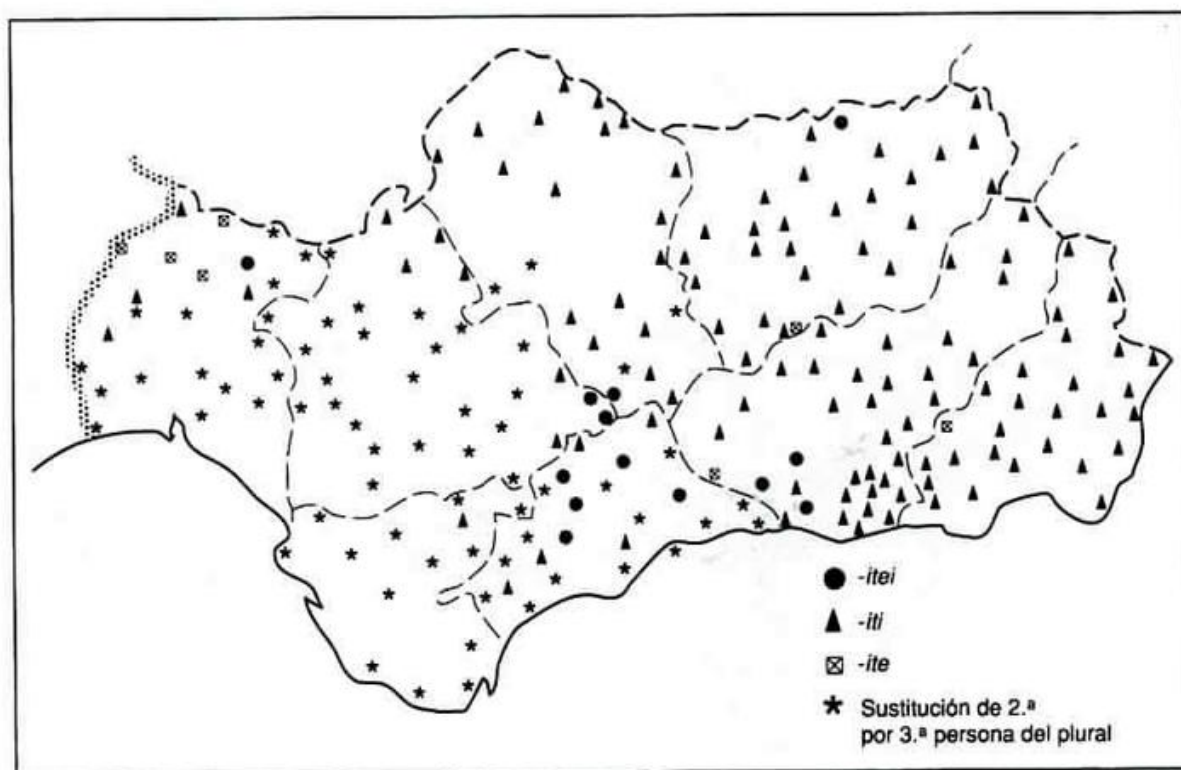 -itei
-iti
-ite
Sustitución de 2.ª
por 3.ª persona del plural